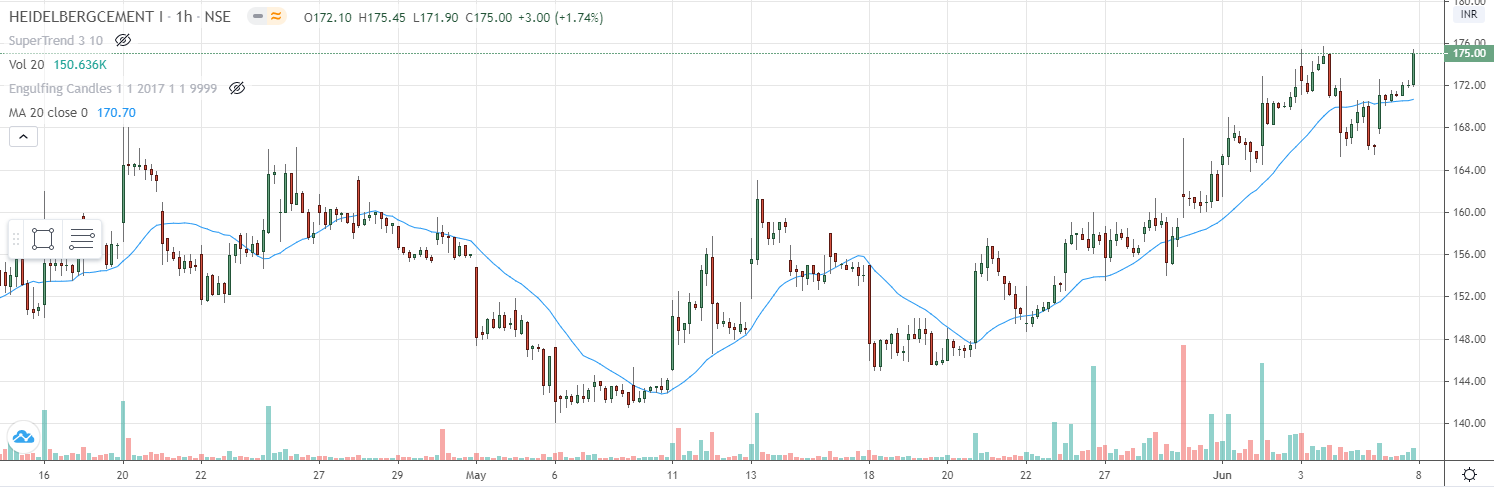 HEIDELBERGCEMENT I · 1h · NSE O172.10 H175.45 L171.90 C175.00 +3.00 (+1.74%)
SuperTrend 3 10
Vol 20 150.636K
Engulfing Candles 1 1 2017 1 1 9999
MA 20 close 0 170.70
180.00
INR
176.00
175.00
172.00
168.00
164.00
160.00
156.00
152.00
148.00
144.00
140.00
16 20 22 27 29 May 6 11 13 18 20 22 27 Jun 3 8